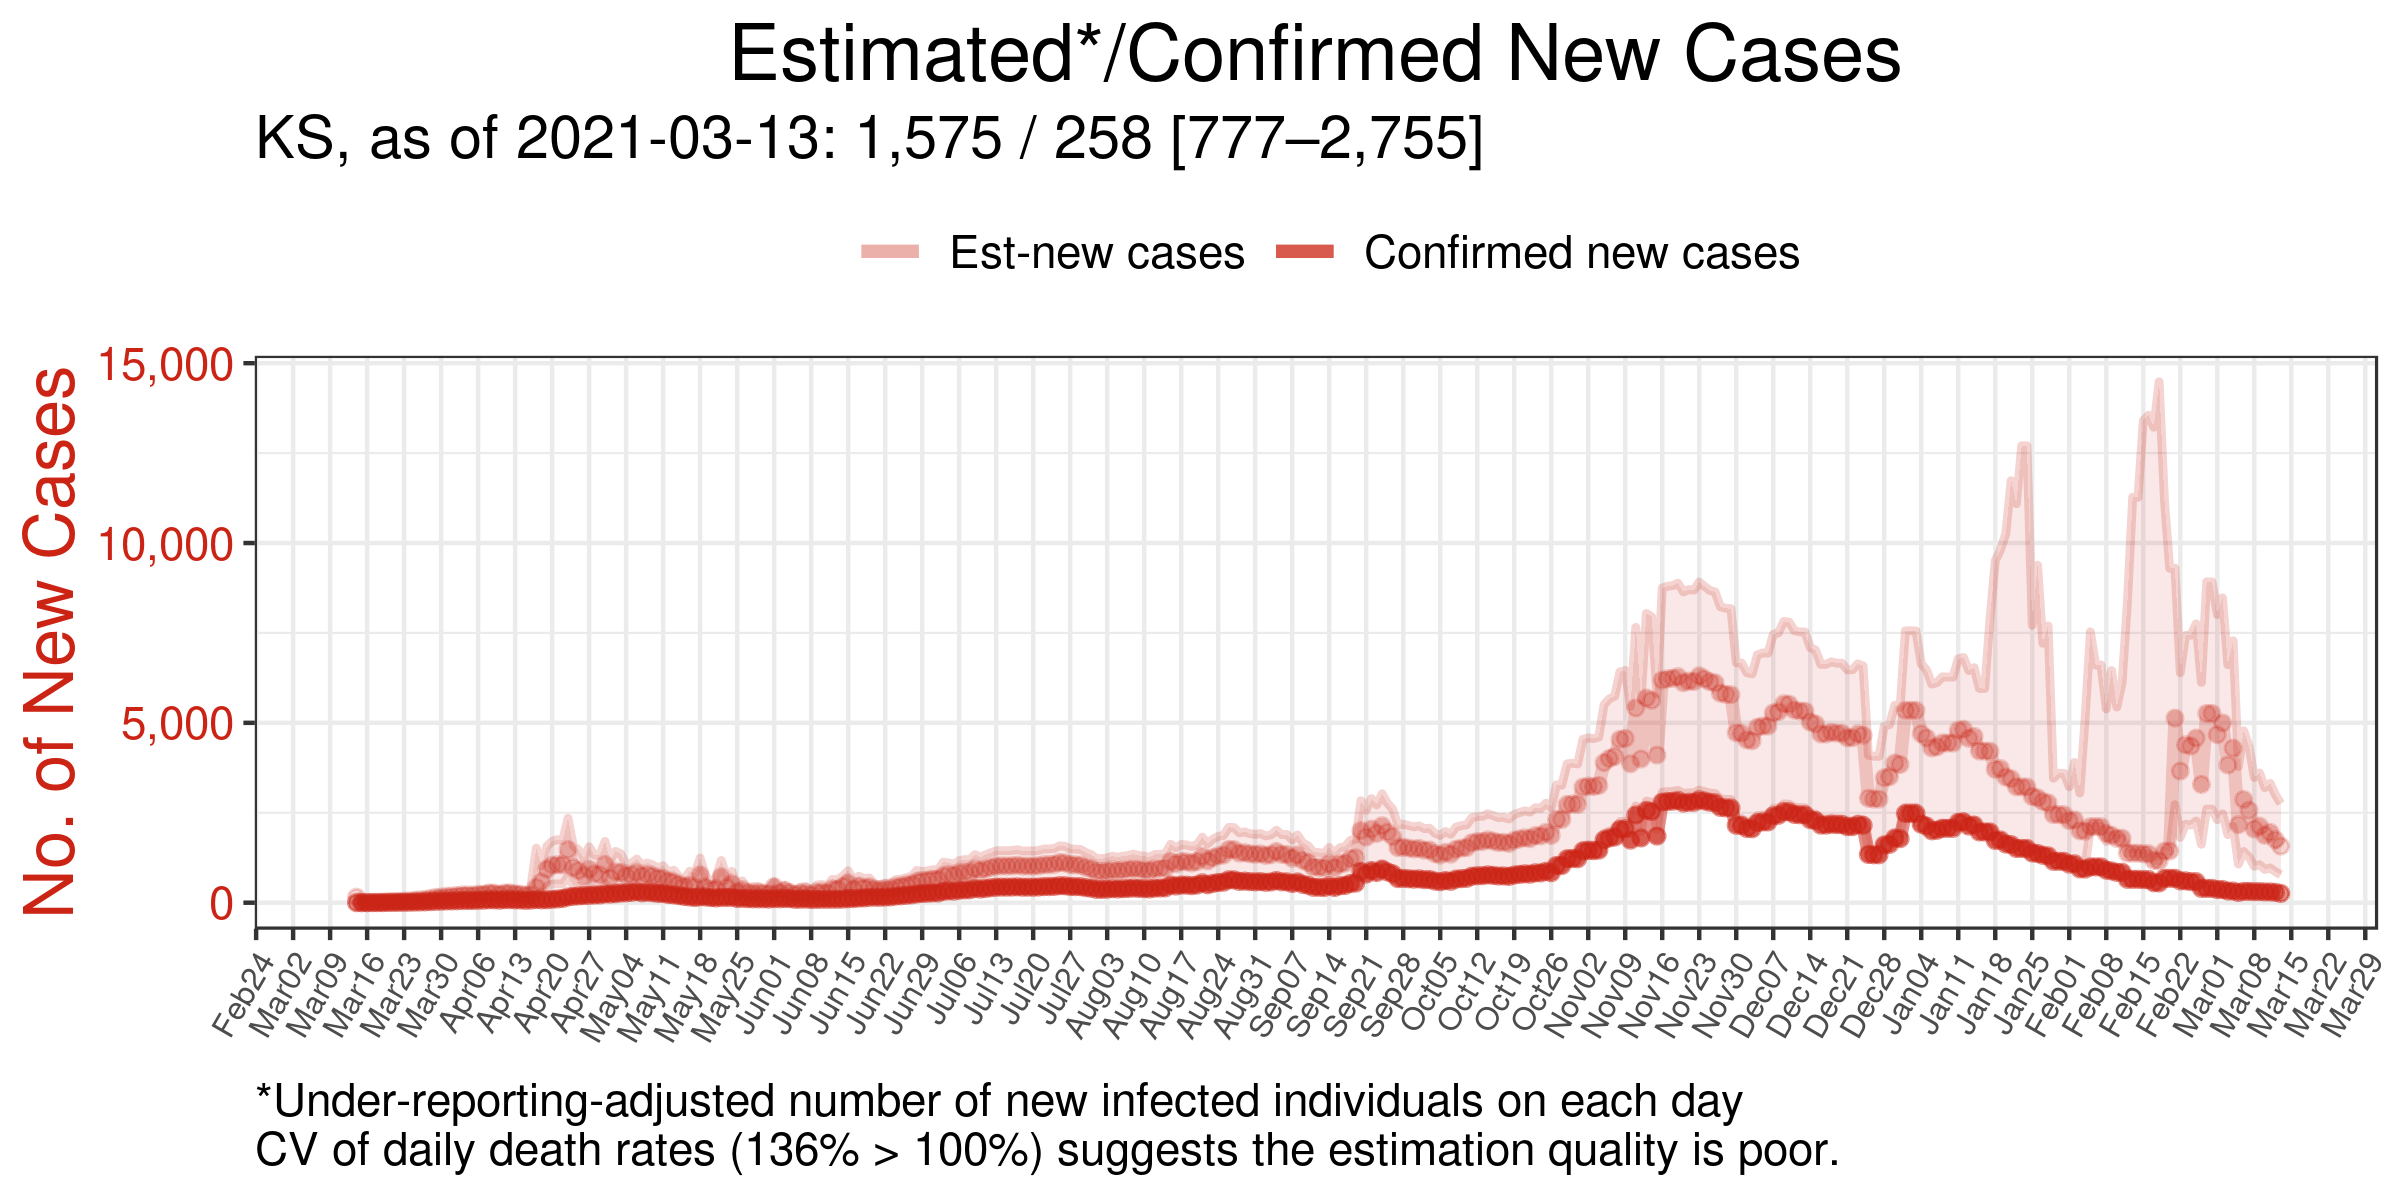 Estimated*/Confirmed New Cases
KS, as of 2021-03-13: 1,575 / 258 [777–2,755]
Est-new cases Confirmed new cases
No. of New Cases
15,000
10,000
5,000
0
Feb24 Mar02 Mar09 Mar16 Mar23 Mar30 Apr06 Apr13 Apr20 Apr27 May04 May11 May18 May25 Jun01 Jun08 Jun15 Jun22 Jun29 Jul06 Jul13 Jul20 Jul27 Aug03 Aug10 Aug17 Aug24 Aug31 Sep07 Sep14 Sep21 Sep28 Oct05 Oct12 Oct19 Oct26 Nov02 Nov09 Nov16 Nov23 Nov30 Dec07 Dec14 Dec21 Dec28 Jan04 Jan11 Jan18 Jan25 Feb01 Feb08 Feb15 Feb22 Mar01 Mar08 Mar15 Mar22 Mar29
*Under-reporting-adjusted number of new infected individuals on each day
CV of daily death rates (136% > 100%) suggests the estimation quality is poor.